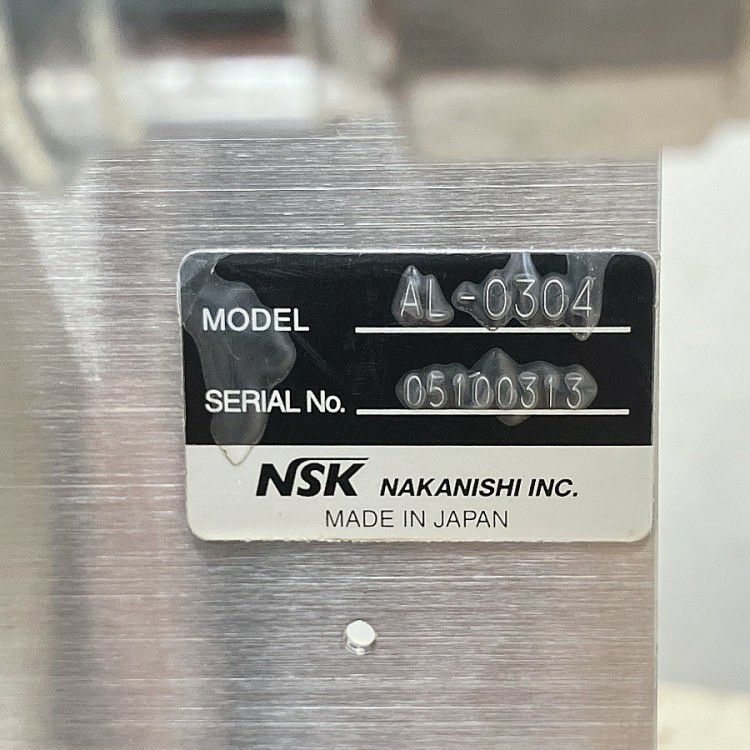 MODEL AL-0304
SERIAL No. 05100313
NSK NAKANISHI INC.
MADE IN JAPAN